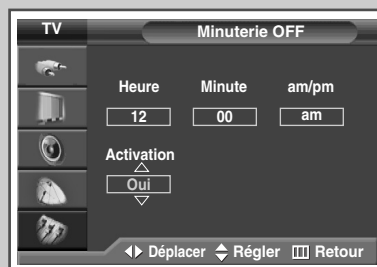 TV Minuterie OFF
Heure Minute am/pm
12 00 am
Activation
Oui
Déplacer Régler Retour